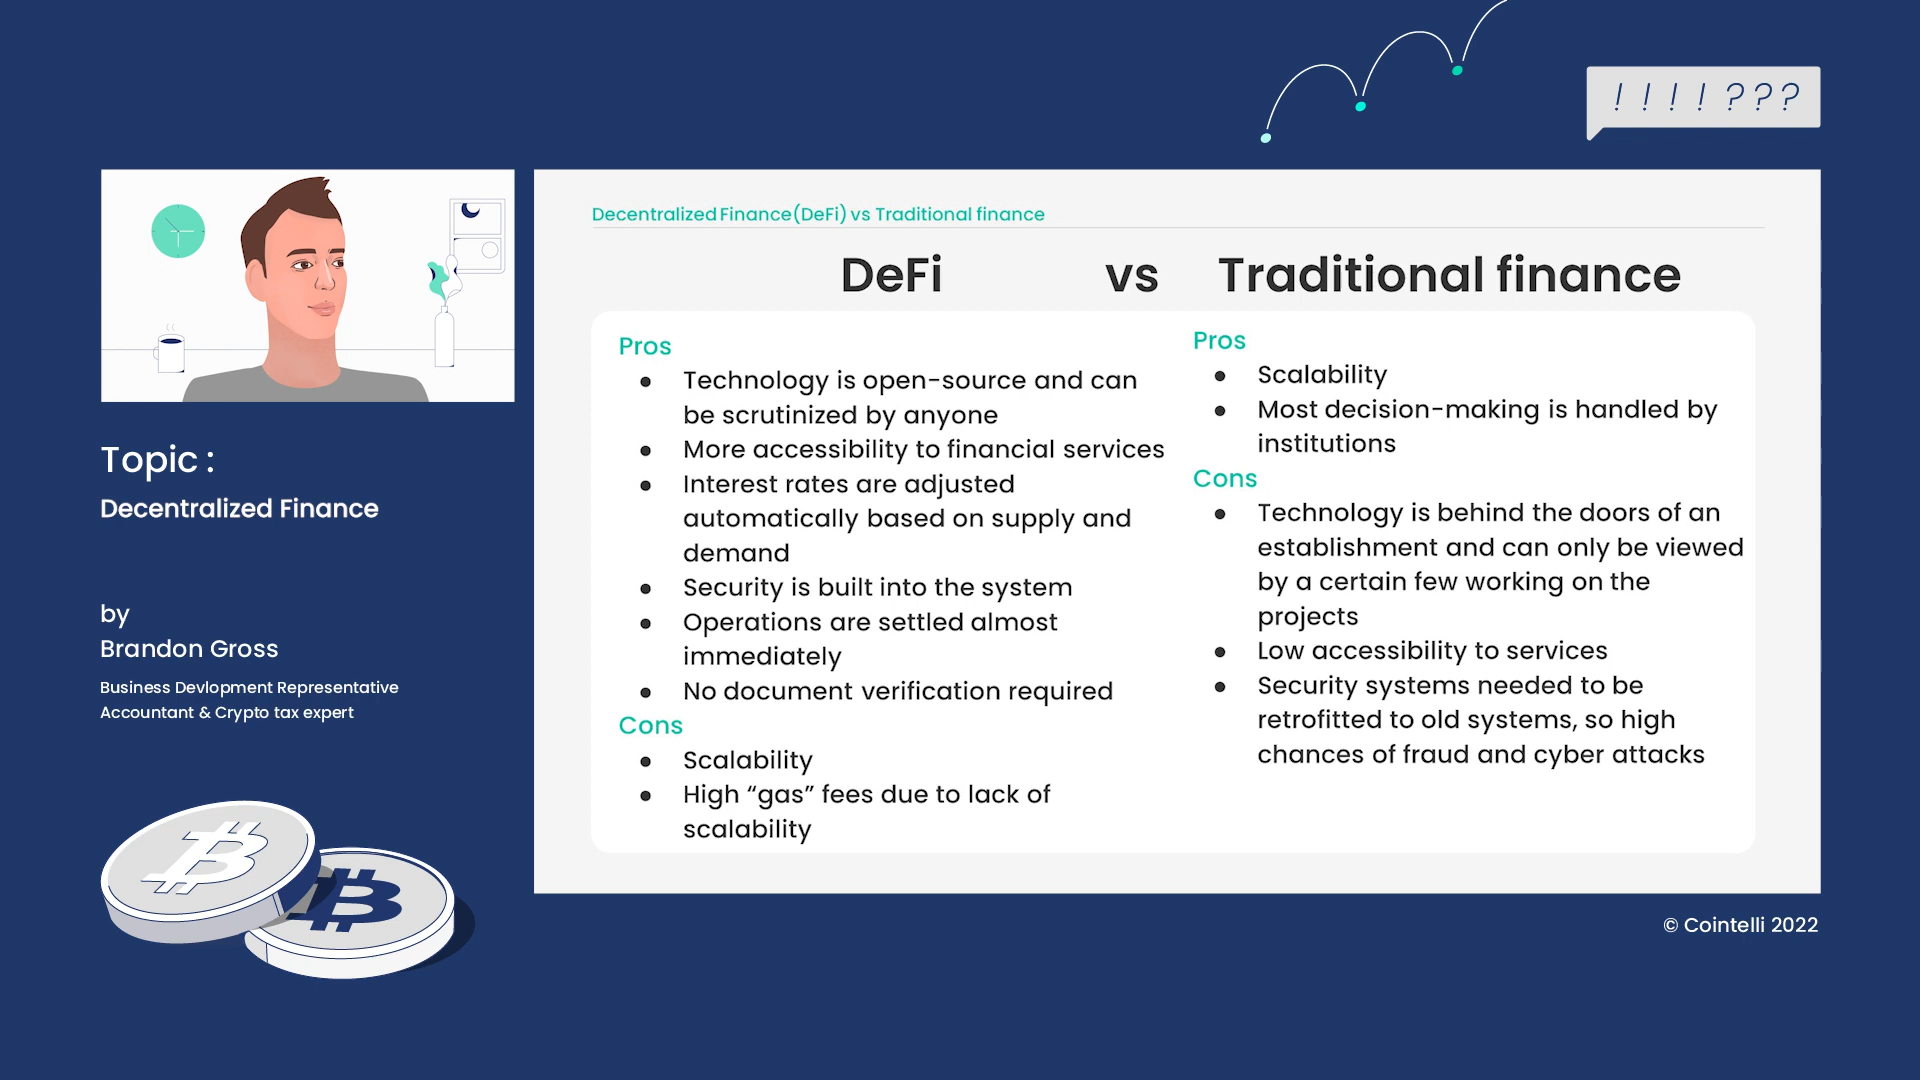 ! ! ! ! ? ? ?
Decentralized Finance(DeFi) vs Traditional finance
DeFi vs Traditional finance
Pros
● Technology is open-source and can
be scrutinized by anyone
● More accessibility to financial services
● Interest rates are adjusted
automatically based on supply and
demand
● Security is built into the system
● Operations are settled almost
immediately
● No document verification required
Cons
● Scalability
● High “gas” fees due to lack of
scalability
Pros
● Scalability
● Most decision-making is handled by
institutions
Cons
● Technology is behind the doors of an
establishment and can only be viewed
by a certain few working on the
projects
● Low accessibility to services
● Security systems needed to be
retrofitted to old systems, so high
chances of fraud and cyber attacks
Topic :
Decentralized Finance
by
Brandon Gross
Business Devlopment Representative
Accountant & Crypto tax expert
© Cointelli 2022